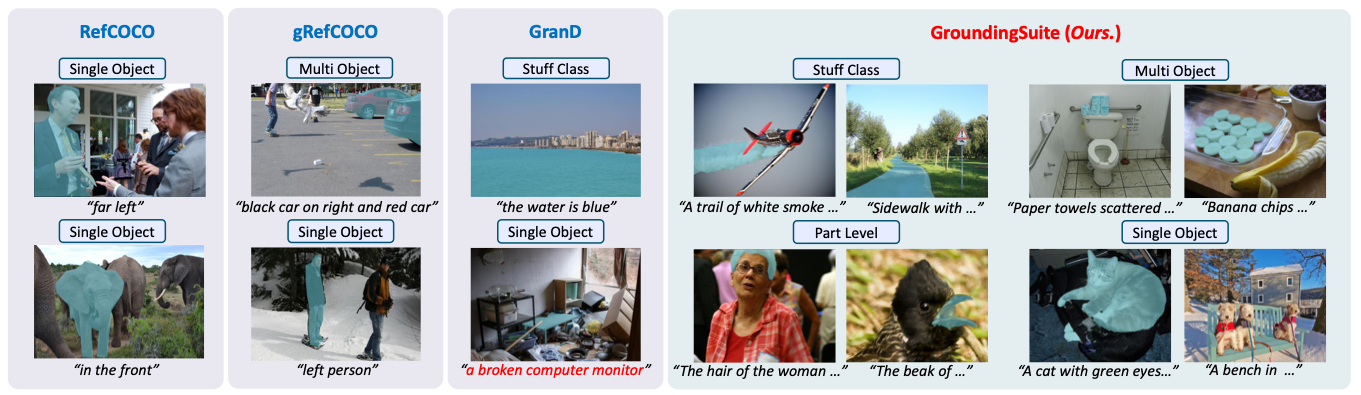 RefCOCO
Single Object
“far left”
Single Object
“in the front”
gRefCOCO
Multi Object
“black car on right and red car”
Single Object
“left person”
GranD
Stuff Class
“the water is blue”
Single Object
“a broken computer monitor”
GroundingSuite (Ours.)
Stuff Class
“A trail of white smoke ...”
“Sidewalk with ...”
Multi Object
“Paper towels scattered ...”
“Banana chips ...”
Part Level
“The hair of the woman ...”
“The beak of ...”
Single Object
“A cat with green eyes...”
“A bench in ...”